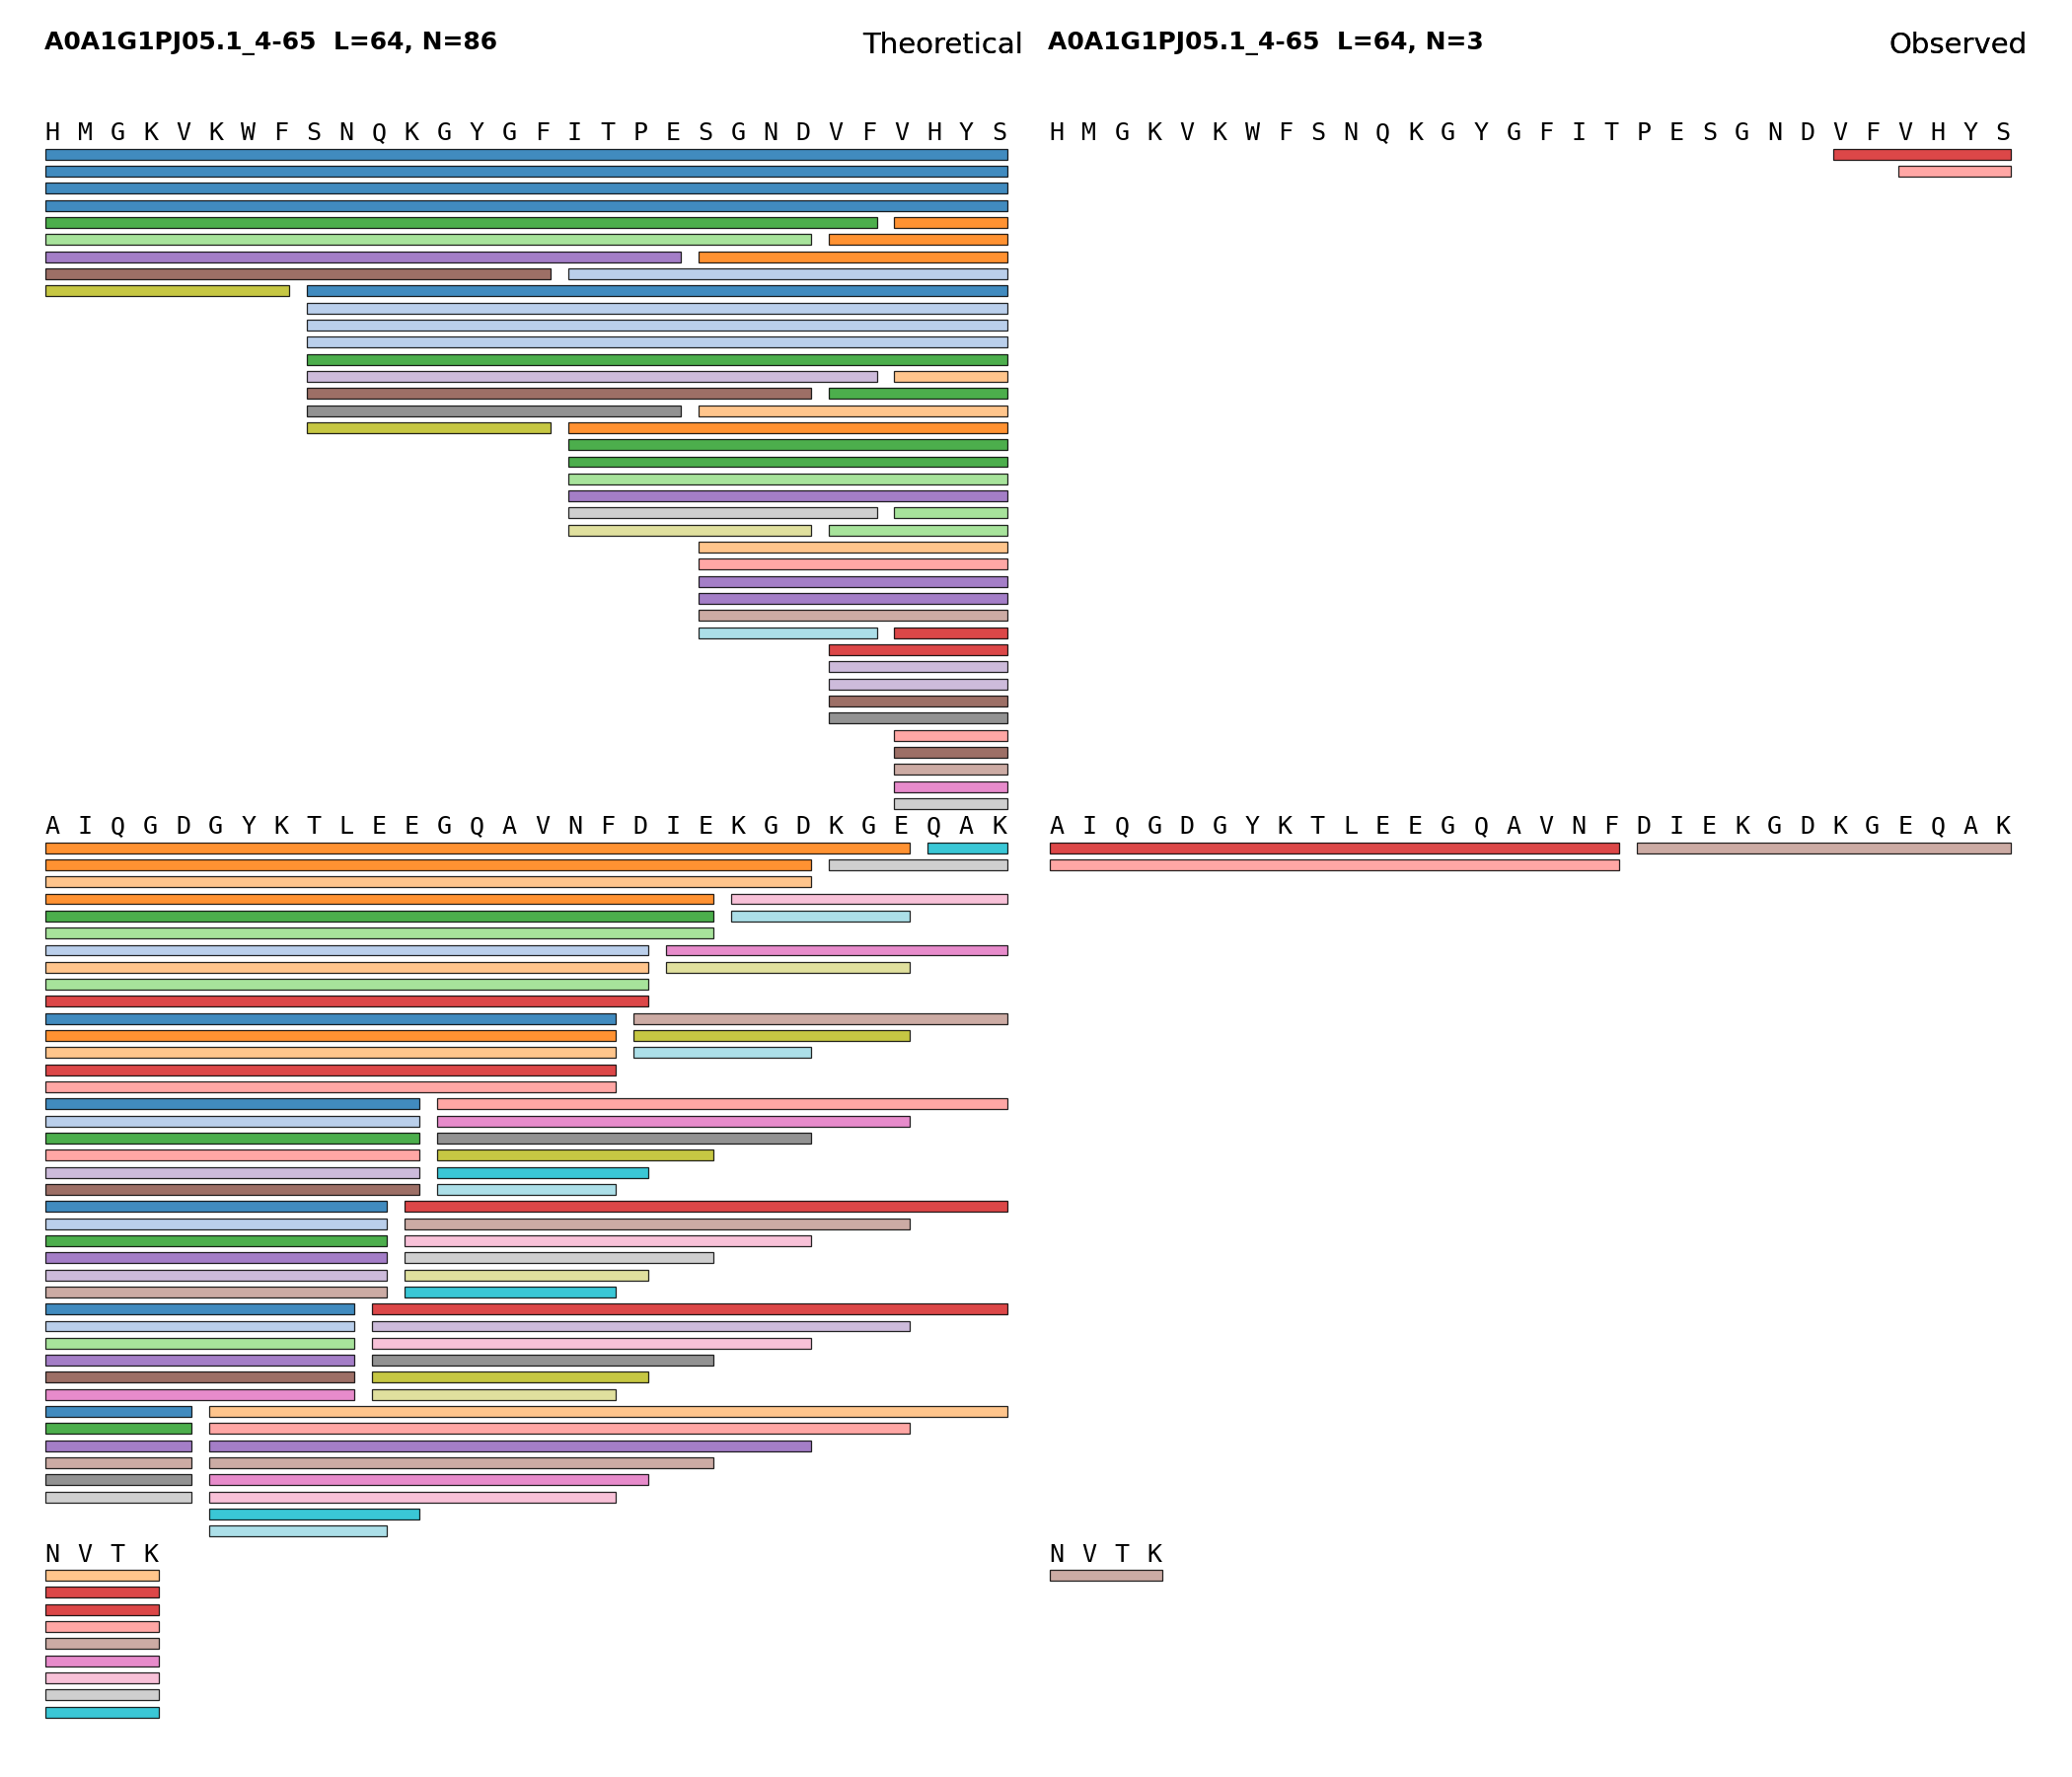 A0A1G1PJ05.1_4-65 L=64, N=86 Theoretical
A0A1G1PJ05.1_4-65 L=64, N=3 Observed
H M G K V K W F S N Q K G Y G F I T P E S G N D V F V H Y S
H M G K V K W F S N Q K G Y G F I T P E S G N D V F V H Y S
A I Q G D G Y K T L E E G Q A V N F D I E K G D K G E Q A K
A I Q G D G Y K T L E E G Q A V N F D I E K G D K G E Q A K
N V T K
N V T K